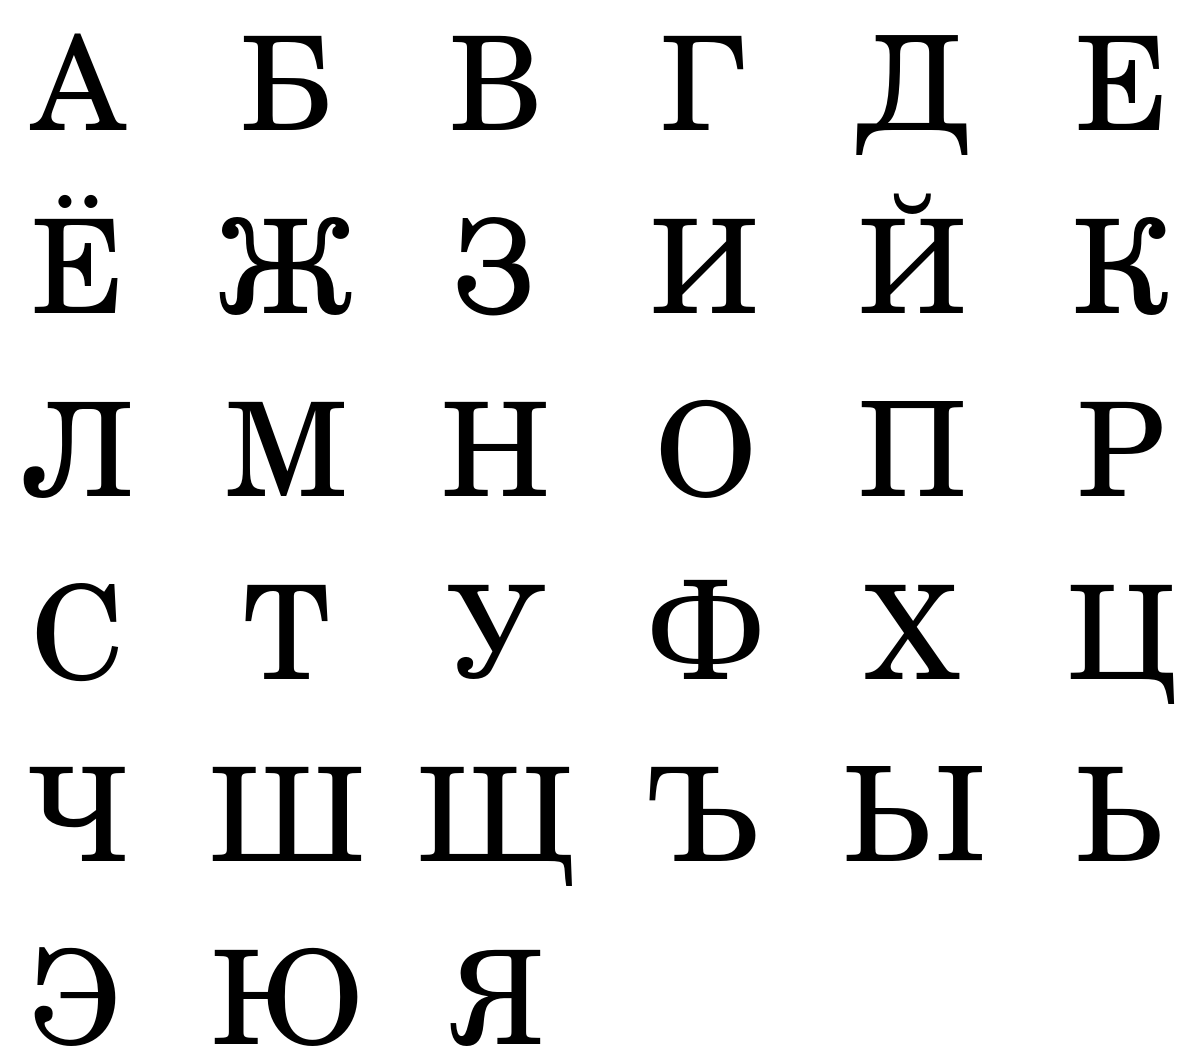 А Б В Г Д Е
Ё Ж З И Й К
Л М Н О П Р
С Т У Ф Х Ц
Ч Ш Щ Ъ Ы Ь
Э Ю Я